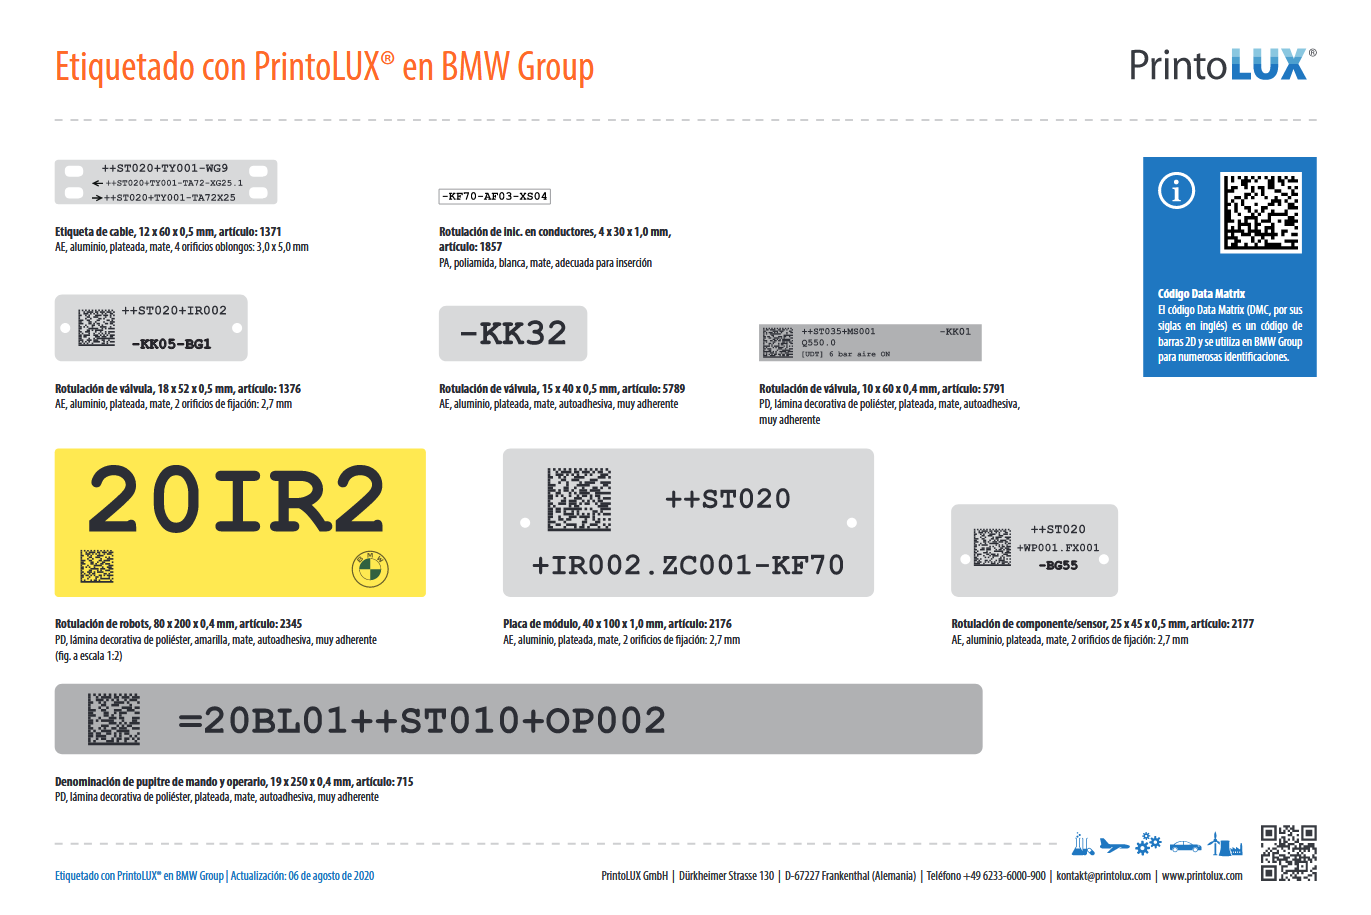 Etiquetado con PrintoLUX® en BMW Group
PrintoLUX®
++ST020+TY001-WG9
←++ST020+TY001-TA72-XG25.1
→++ST020+TY001-TA72X25
Etiqueta de cable, 12 x 60 x 0,5 mm, artículo: 1371
AE, aluminio, plateada, mate, 4 orificios oblongos: 3,0 x 5,0 mm
-KF70-AF03-XS04
Rotulación de inic. en conductores, 4 x 30 x 1,0 mm,
artículo: 1857
PA, poliamida, blanca, mate, adecuada para inserción
i
Código Data Matrix
El código Data Matrix (DMC, por sus
siglas en inglés) es un código de
barras 2D y se utiliza en BMW Group
para numerosas identificaciones.
++ST020+IR002
-KK05-BG1
Rotulación de válvula, 18 x 52 x 0,5 mm, artículo: 1376
AE, aluminio, plateada, mate, 2 orificios de fijación: 2,7 mm
-KK32
Rotulación de válvula, 15 x 40 x 0,5 mm, artículo: 5789
AE, aluminio, plateada, mate, autoadhesiva, muy adherente
++ST035+MS001 -KK01
Q550.0
[UDT] 6 bar aire ON
Rotulación de válvula, 10 x 60 x 0,4 mm, artículo: 5791
PD, lámina decorativa de poliéster, plateada, mate, autoadhesiva,
muy adherente
20IR2
BMW
Rotulación de robots, 80 x 200 x 0,4 mm, artículo: 2345
PD, lámina decorativa de poliéster, amarilla, mate, autoadhesiva, muy adherente
(fig. a escala 1:2)
++ST020
+IR002.ZC001-KF70
Placa de módulo, 40 x 100 x 1,0 mm, artículo: 2176
AE, aluminio, plateada, mate, 2 orificios de fijación: 2,7 mm
++ST020
+WP001.FX001
-BG55
Rotulación de componente/sensor, 25 x 45 x 0,5 mm, artículo: 2177
AE, aluminio, plateada, mate, 2 orificios de fijación: 2,7 mm
=20BL01++ST010+OP002
Denominación de pupitre de mando y operario, 19 x 250 x 0,4 mm, artículo: 715
PD, lámina decorativa de poliéster, plateada, mate, autoadhesiva, muy adherente
Etiquetado con PrintoLUX® en BMW Group | Actualización: 06 de agosto de 2020
PrintoLUX GmbH | Dürkheimer Strasse 130 | D-67227 Frankenthal (Alemania) | Teléfono +49 6233-6000-900 | kontakt@printolux.com | www.printolux.com